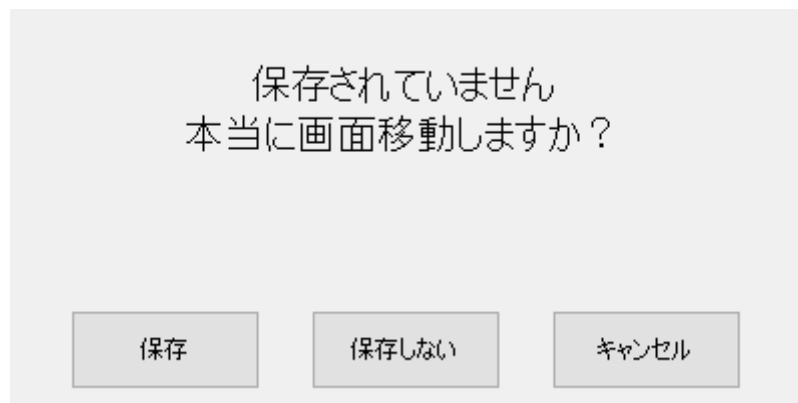 保存されていません
本当に画面移動しますか？
保存
保存しない
キャンセル